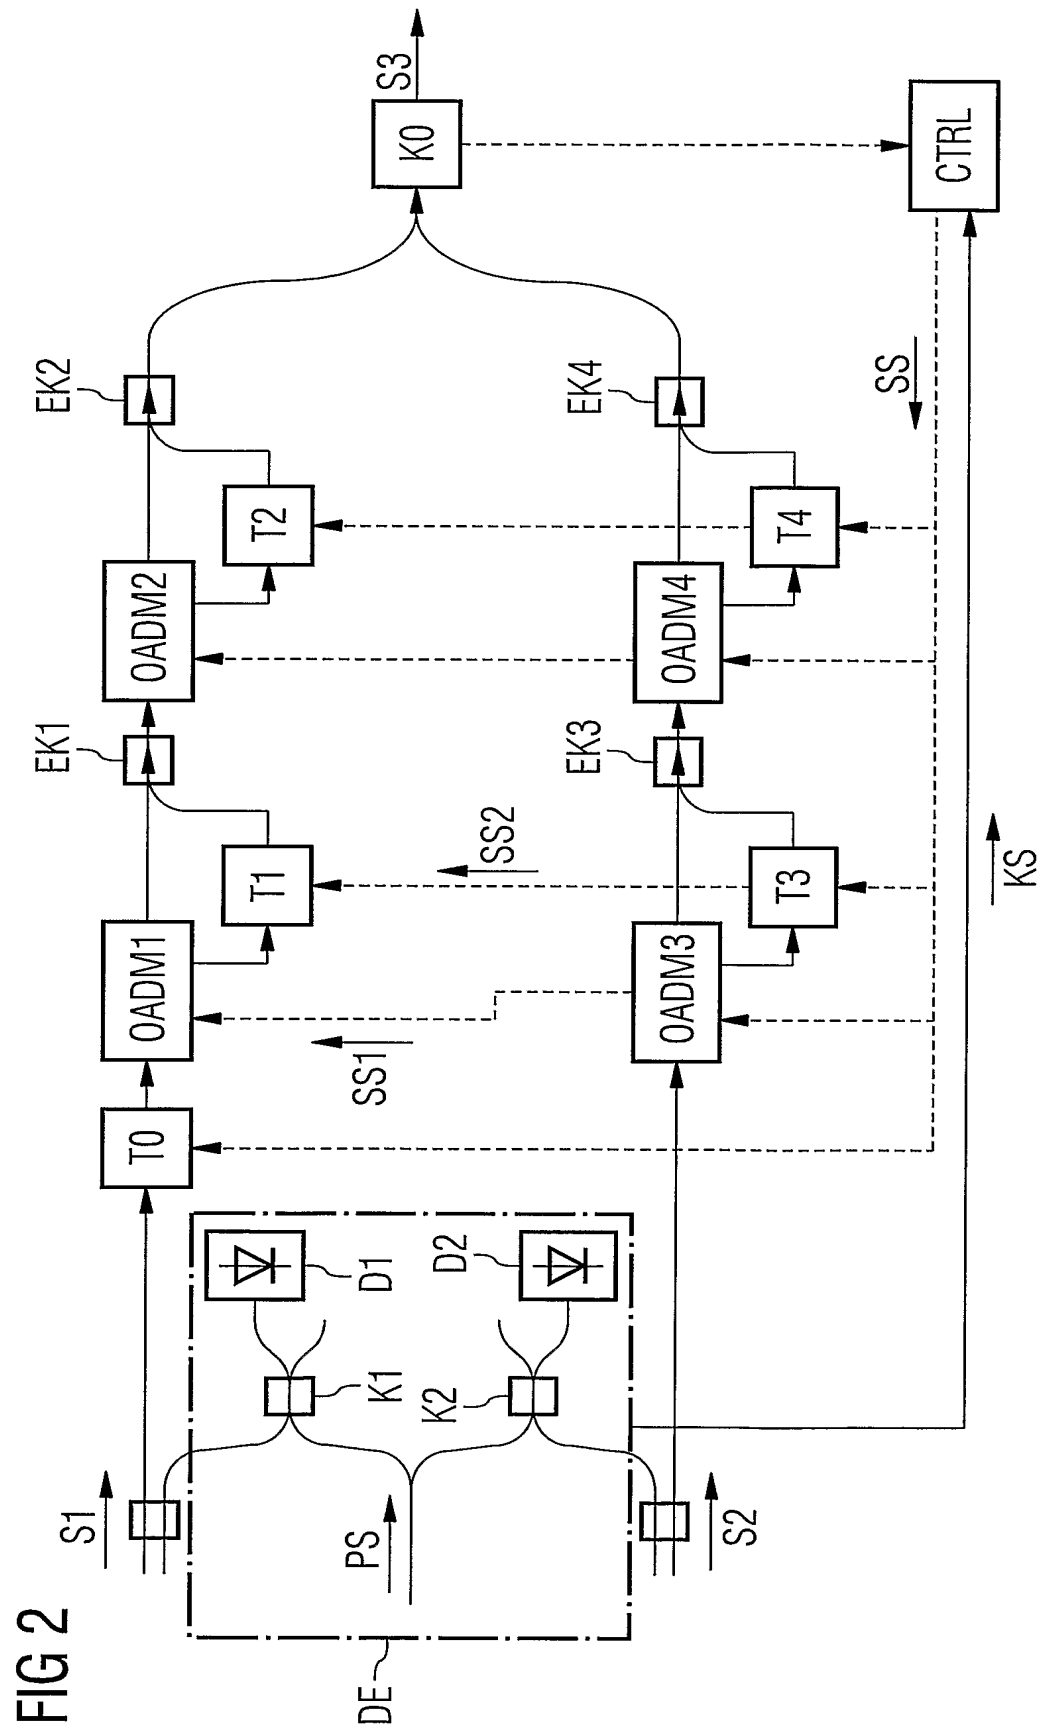 FIG 2
S1
T0
OADM1
EK1
OADM2
EK2
T1
T2
S3
K0
DE
PS
K1
D1
K2
D2
SS1
SS2
S2
OADM3
EK3
OADM4
EK4
T3
T4
SS
KS
CTRL